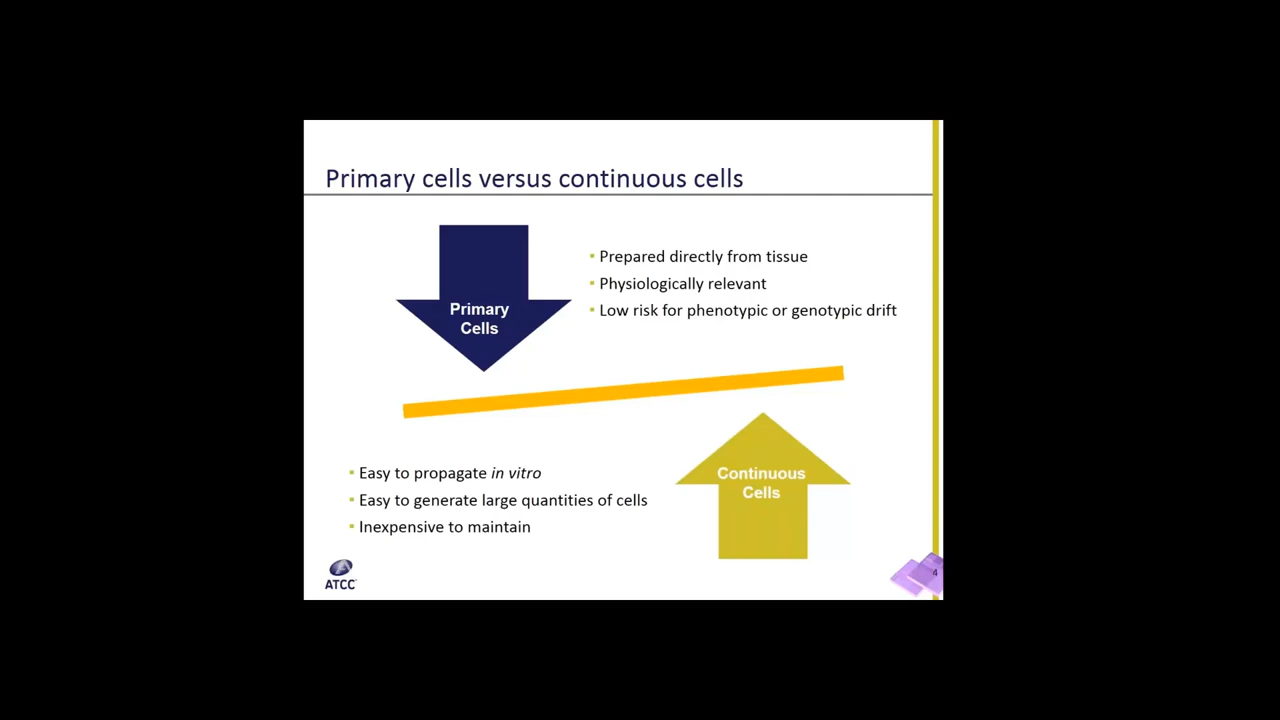 Primary cells versus continuous cells
Primary
Cells
▪ Prepared directly from tissue
▪ Physiologically relevant
▪ Low risk for phenotypic or genotypic drift
▪ Easy to propagate in vitro
▪ Easy to generate large quantities of cells
▪ Inexpensive to maintain
Continuous
Cells
ATCC
4